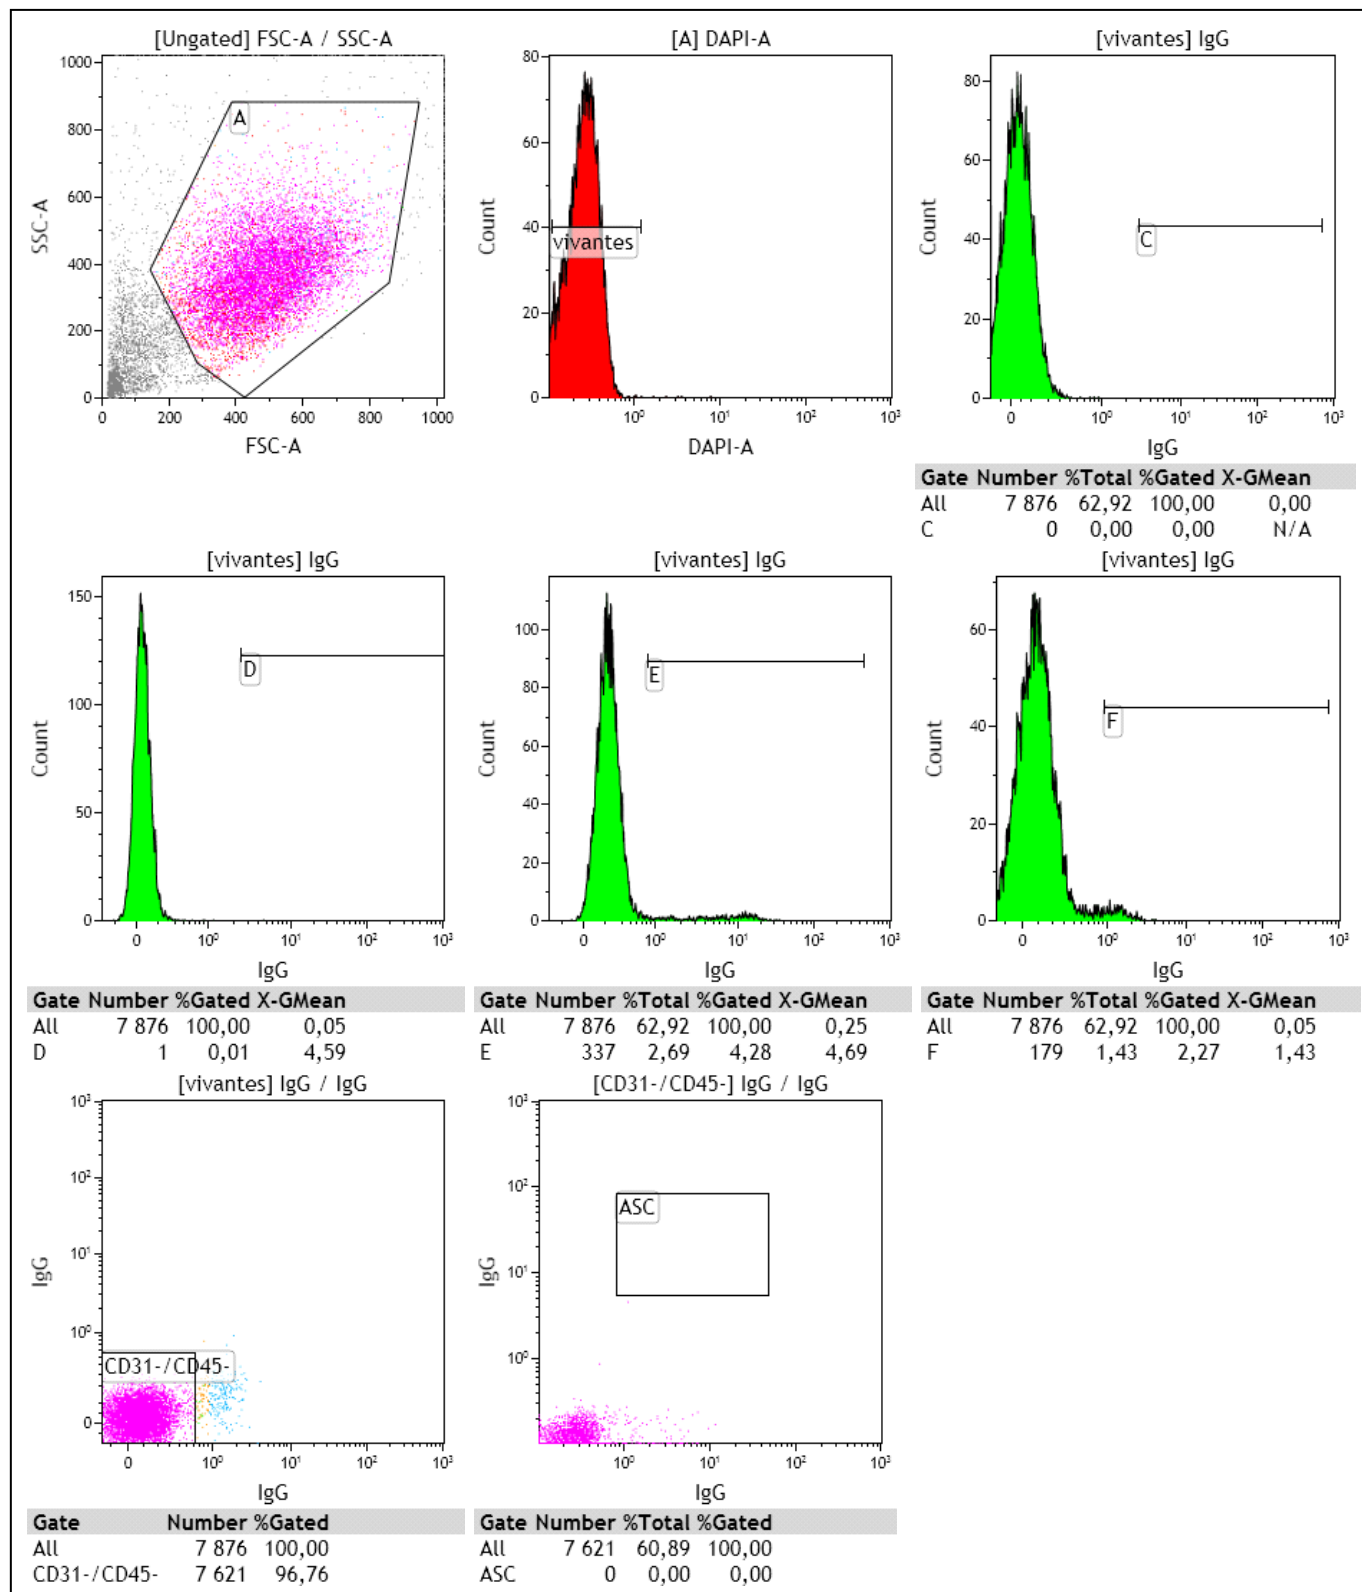 [Ungated] FSC-A / SSC-A
1000
800
600
400
200
0
SSC-A
A
0 200 400 600 800 1000
FSC-A
[A] DAPI-A
80
60
40
20
0
Count
vivantes
10⁰ 10¹ 10² 10³
DAPI-A
[vivantes] IgG
80
60
40
20
0
Count
C
0 10⁰ 10¹ 10² 10³
IgG
Gate Number %Total %Gated X-GMean
All 7 876 62,92 100,00 0,00
C 0 0,00 0,00 N/A
[vivantes] IgG
150
100
50
0
Count
D
0 10⁰ 10¹ 10² 10³
IgG
Gate Number %Gated X-GMean
All 7 876 100,00 0,05
D 1 0,01 4,59
[vivantes] IgG
100
80
60
40
20
0
Count
E
0 10⁰ 10¹ 10² 10³
IgG
Gate Number %Total %Gated X-GMean
All 7 876 62,92 100,00 0,25
E 337 2,69 4,28 4,69
[vivantes] IgG
60
40
20
0
Count
F
0 10⁰ 10¹ 10² 10³
IgG
Gate Number %Total %Gated X-GMean
All 7 876 62,92 100,00 0,05
F 179 1,43 2,27 1,43
[vivantes] IgG / IgG
10³
10²
10¹
10⁰
0
IgG
CD31-/CD45-
0 10⁰ 10¹ 10² 10³
IgG
Gate Number %Gated
All 7 876 100,00
CD31-/CD45- 7 621 96,76
[CD31-/CD45-] IgG / IgG
10³
10²
10¹
10⁰
IgG
ASC
10⁰ 10¹ 10² 10³
IgG
Gate Number %Total %Gated
All 7 621 60,89 100,00
ASC 0 0,00 0,00